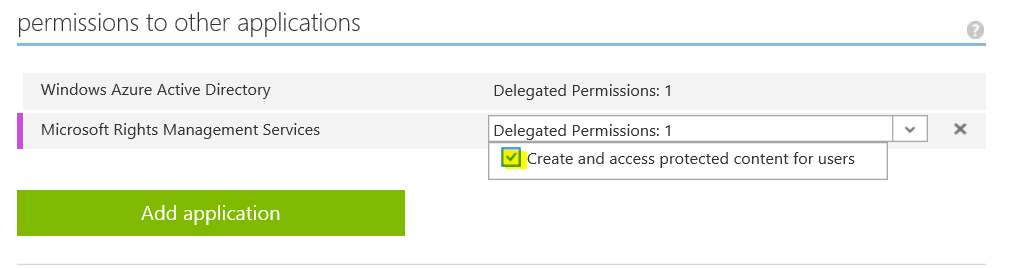 permissions to other applications
?
Windows Azure Active Directory Delegated Permissions: 1
Microsoft Rights Management Services Delegated Permissions: 1
Create and access protected content for users
Add application